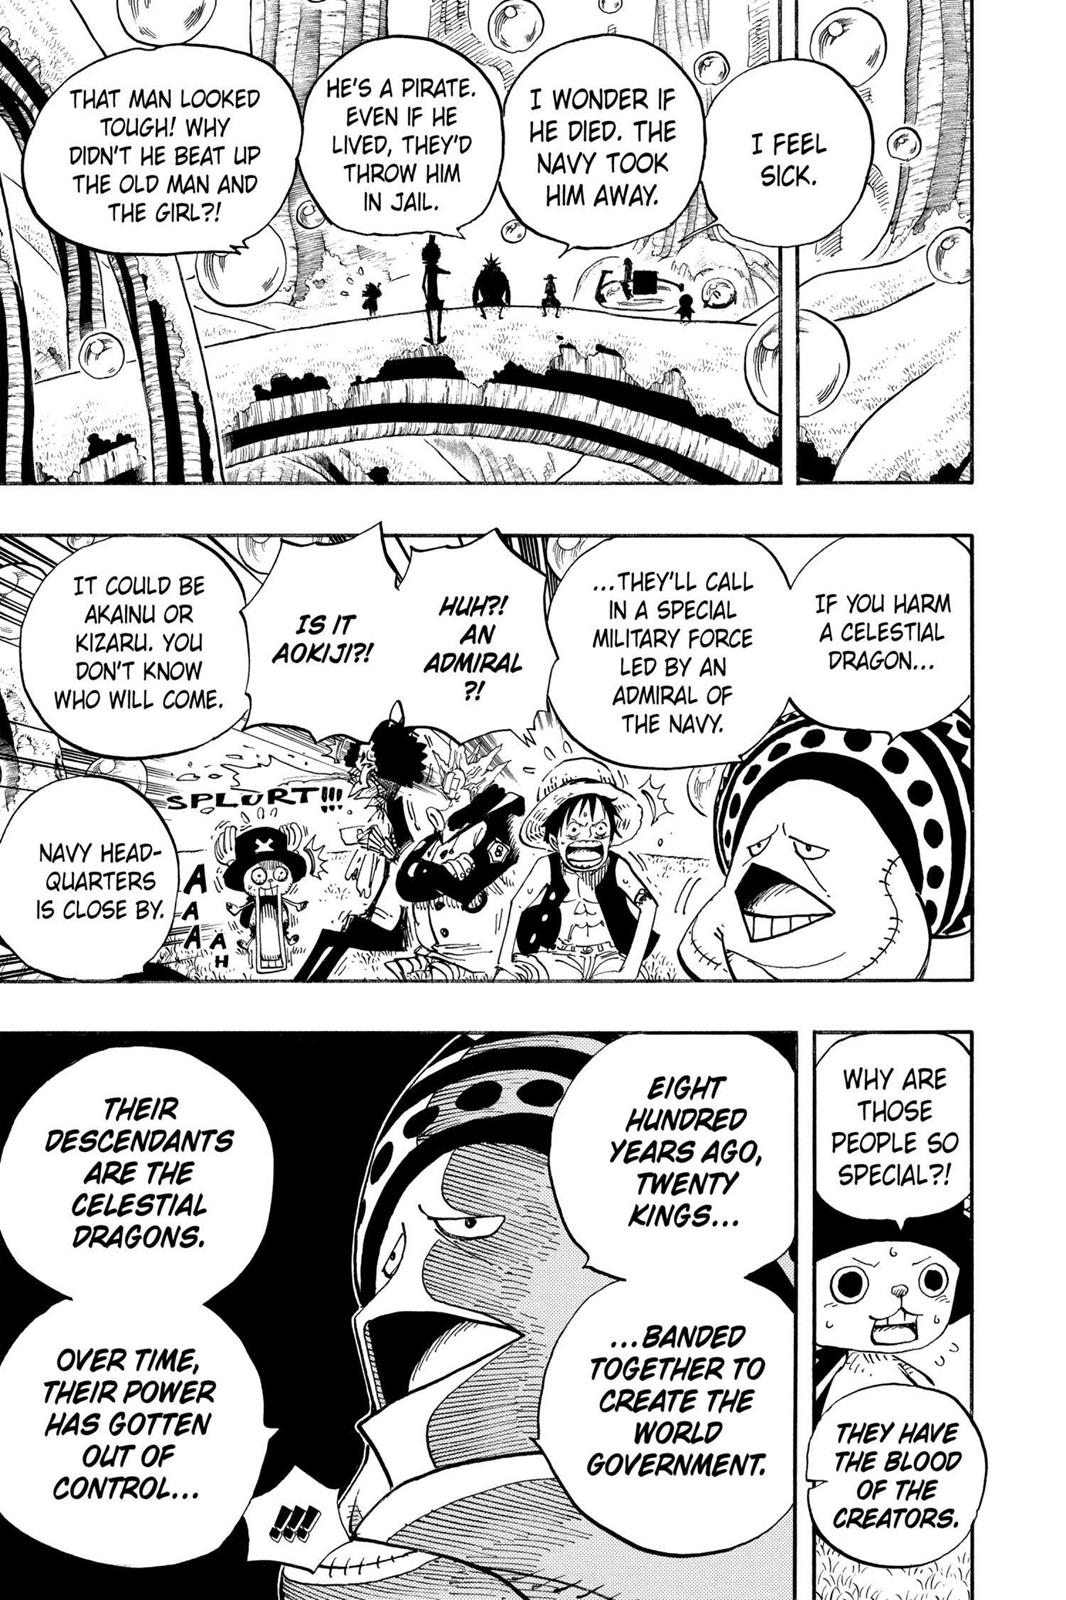 I FEEL
SICK.
I WONDER IF
HE DIED. THE
NAVY TOOK
HIM AWAY.
HE'S A PIRATE.
EVEN IF HE
LIVED, THEY'D
THROW HIM
IN JAIL.
THAT MAN LOOKED
TOUGH! WHY
DIDN'T HE BEAT UP
THE OLD MAN AND
THE GIRL?!
IF YOU HARM
A CELESTIAL
DRAGON...
...THEY'LL CALL
IN A SPECIAL
MILITARY FORCE
LED BY AN
ADMIRAL OF
THE NAVY.
HUH?!
AN
ADMIRAL
?!
IS IT
AOKIJI?!
IT COULD BE
AKAINU OR
KIZARU. YOU
DON'T KNOW
WHO WILL COME.
SPLURT!!!
AAA
AH
NAVY HEAD-
QUARTERS
IS CLOSE BY.
WHY ARE
THOSE
PEOPLE SO
SPECIAL?!
THEY HAVE
THE BLOOD
OF THE
CREATORS.
EIGHT
HUNDRED
YEARS AGO,
TWENTY
KINGS...
...BANDED
TOGETHER TO
CREATE THE
WORLD
GOVERNMENT.
THEIR
DESCENDANTS
ARE THE
CELESTIAL
DRAGONS.
OVER TIME,
THEIR POWER
HAS GOTTEN
OUT OF
CONTROL...
!!!!